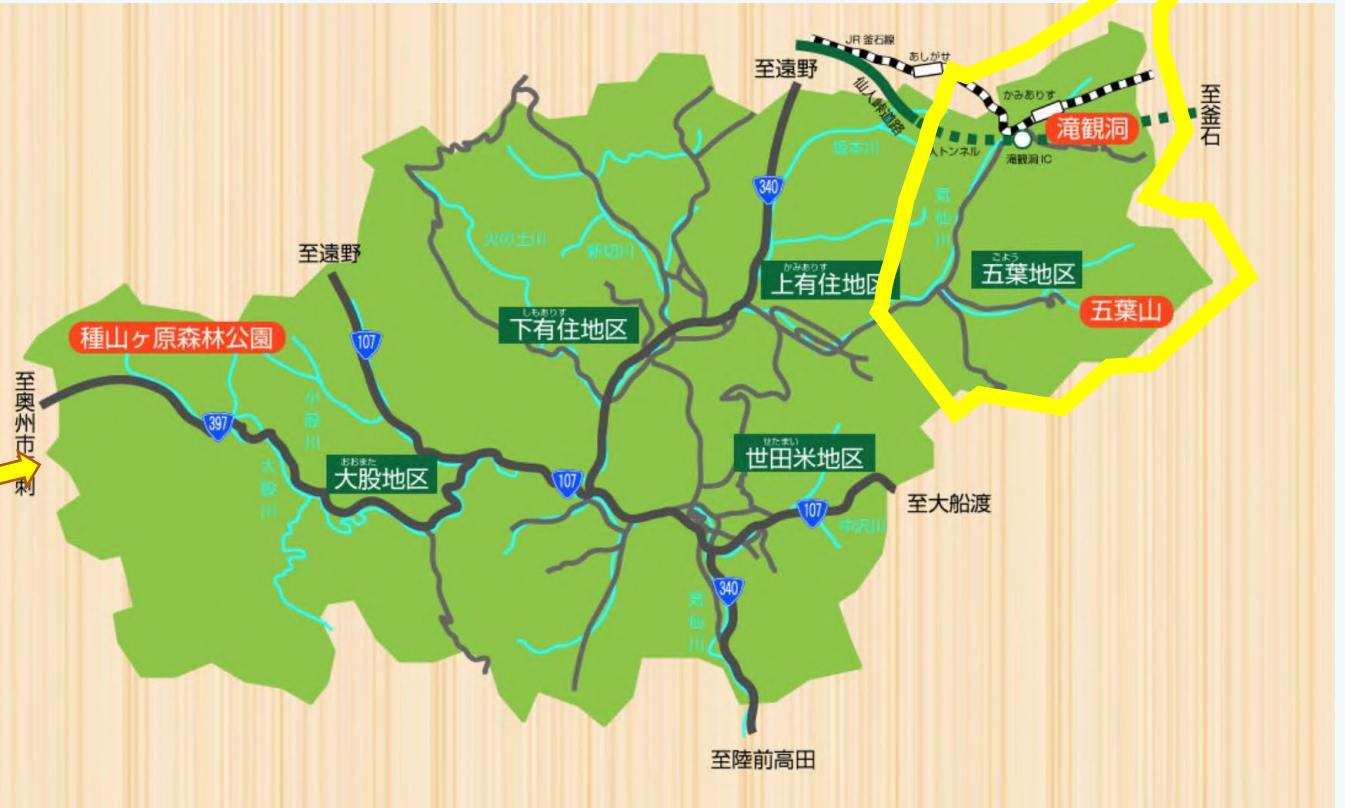 JR 釜石線
あしがせ
至遠野
仙人峠道路
かみありす
滝観洞
至釜石
人トンネル
滝観洞 IC
坂本川
340
気仙川
火の土川
新切川
至遠野
ごよう
五葉地区
かみありす
上有住地区
五葉山
しもありす
下有住地区
種山ヶ原森林公園
107
至奥州市
刺
397
小股川
せたまい
世田米地区
おおまた
大股地区
大股川
107
至大船渡
107
中沢川
340
気仙川
至陸前高田